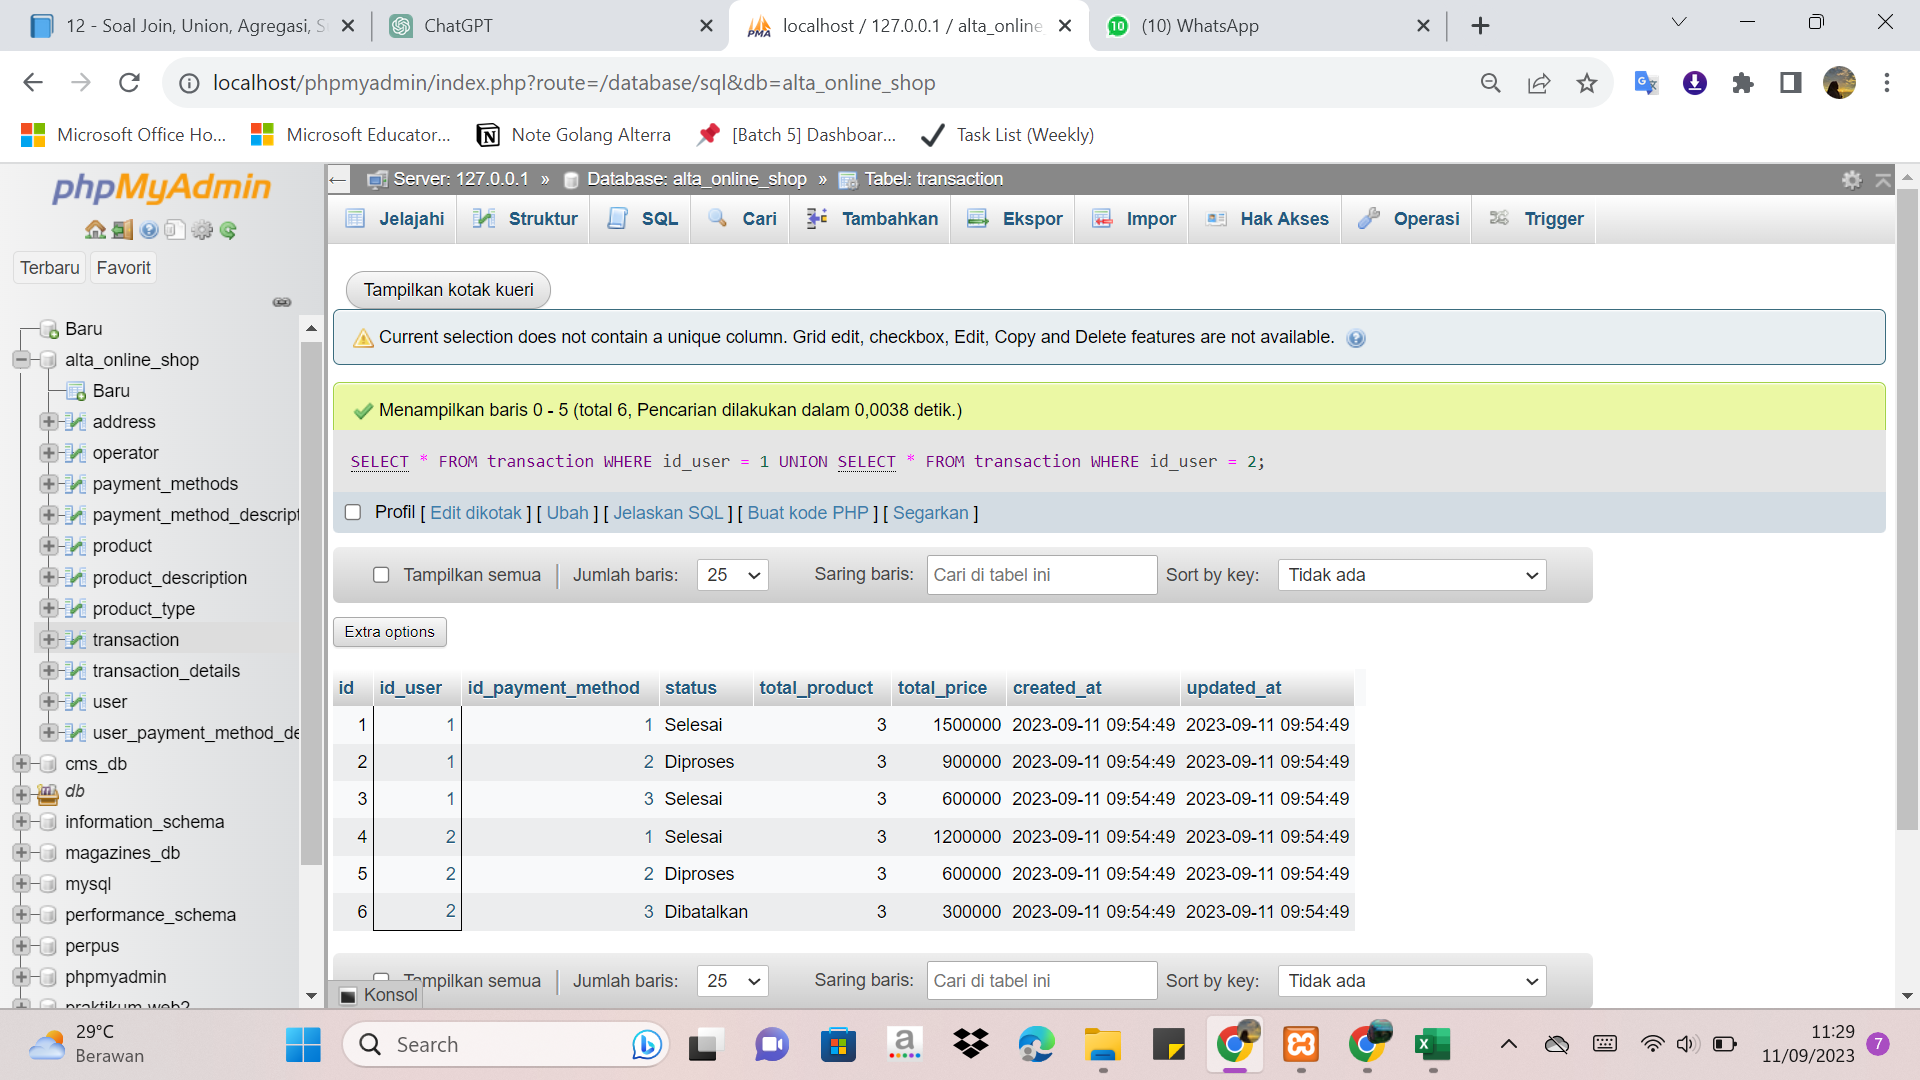 12 - Soal Join, Union, Agregasi, S
ChatGPT
localhost / 127.0.0.1 / alta_online
(10) WhatsApp
localhost/phpmyadmin/index.php?route=/database/sql&db=alta_online_shop
Microsoft Office Ho...
Microsoft Educator...
Note Golang Alterra
[Batch 5] Dashboar...
Task List (Weekly)
phpMyAdmin
Terbaru
Favorit
Baru
alta_online_shop
Baru
address
operator
payment_methods
payment_method_descript
product
product_description
product_type
transaction
transaction_details
user
user_payment_method_de
cms_db
db
information_schema
magazines_db
mysql
performance_schema
perpus
phpmyadmin
praktikum web2
Server: 127.0.0.1 » Database: alta_online_shop » Tabel: transaction
Jelajahi
Struktur
SQL
Cari
Tambahkan
Ekspor
Impor
Hak Akses
Operasi
Trigger
Tampilkan kotak kueri
Current selection does not contain a unique column. Grid edit, checkbox, Edit, Copy and Delete features are not available.
Menampilkan baris 0 - 5 (total 6, Pencarian dilakukan dalam 0,0038 detik.)
SELECT * FROM transaction WHERE id_user = 1 UNION SELECT * FROM transaction WHERE id_user = 2;
Profil [ Edit dikotak ] [ Ubah ] [ Jelaskan SQL ] [ Buat kode PHP ] [ Segarkan ]
Tampilkan semua | Jumlah baris: 25 Saring baris: Cari di tabel ini Sort by key: Tidak ada
Extra options
id id_user id_payment_method status total_product total_price created_at updated_at
1 1 1 Selesai 3 1500000 2023-09-11 09:54:49 2023-09-11 09:54:49
2 1 2 Diproses 3 900000 2023-09-11 09:54:49 2023-09-11 09:54:49
3 1 3 Selesai 3 600000 2023-09-11 09:54:49 2023-09-11 09:54:49
4 2 1 Selesai 3 1200000 2023-09-11 09:54:49 2023-09-11 09:54:49
5 2 2 Diproses 3 600000 2023-09-11 09:54:49 2023-09-11 09:54:49
6 2 3 Dibatalkan 3 300000 2023-09-11 09:54:49 2023-09-11 09:54:49
Tampilkan semua | Jumlah baris: 25 Saring baris: Cari di tabel ini Sort by key: Tidak ada
Konsol
29°C
Berawan
Search
11:29
11/09/2023
7